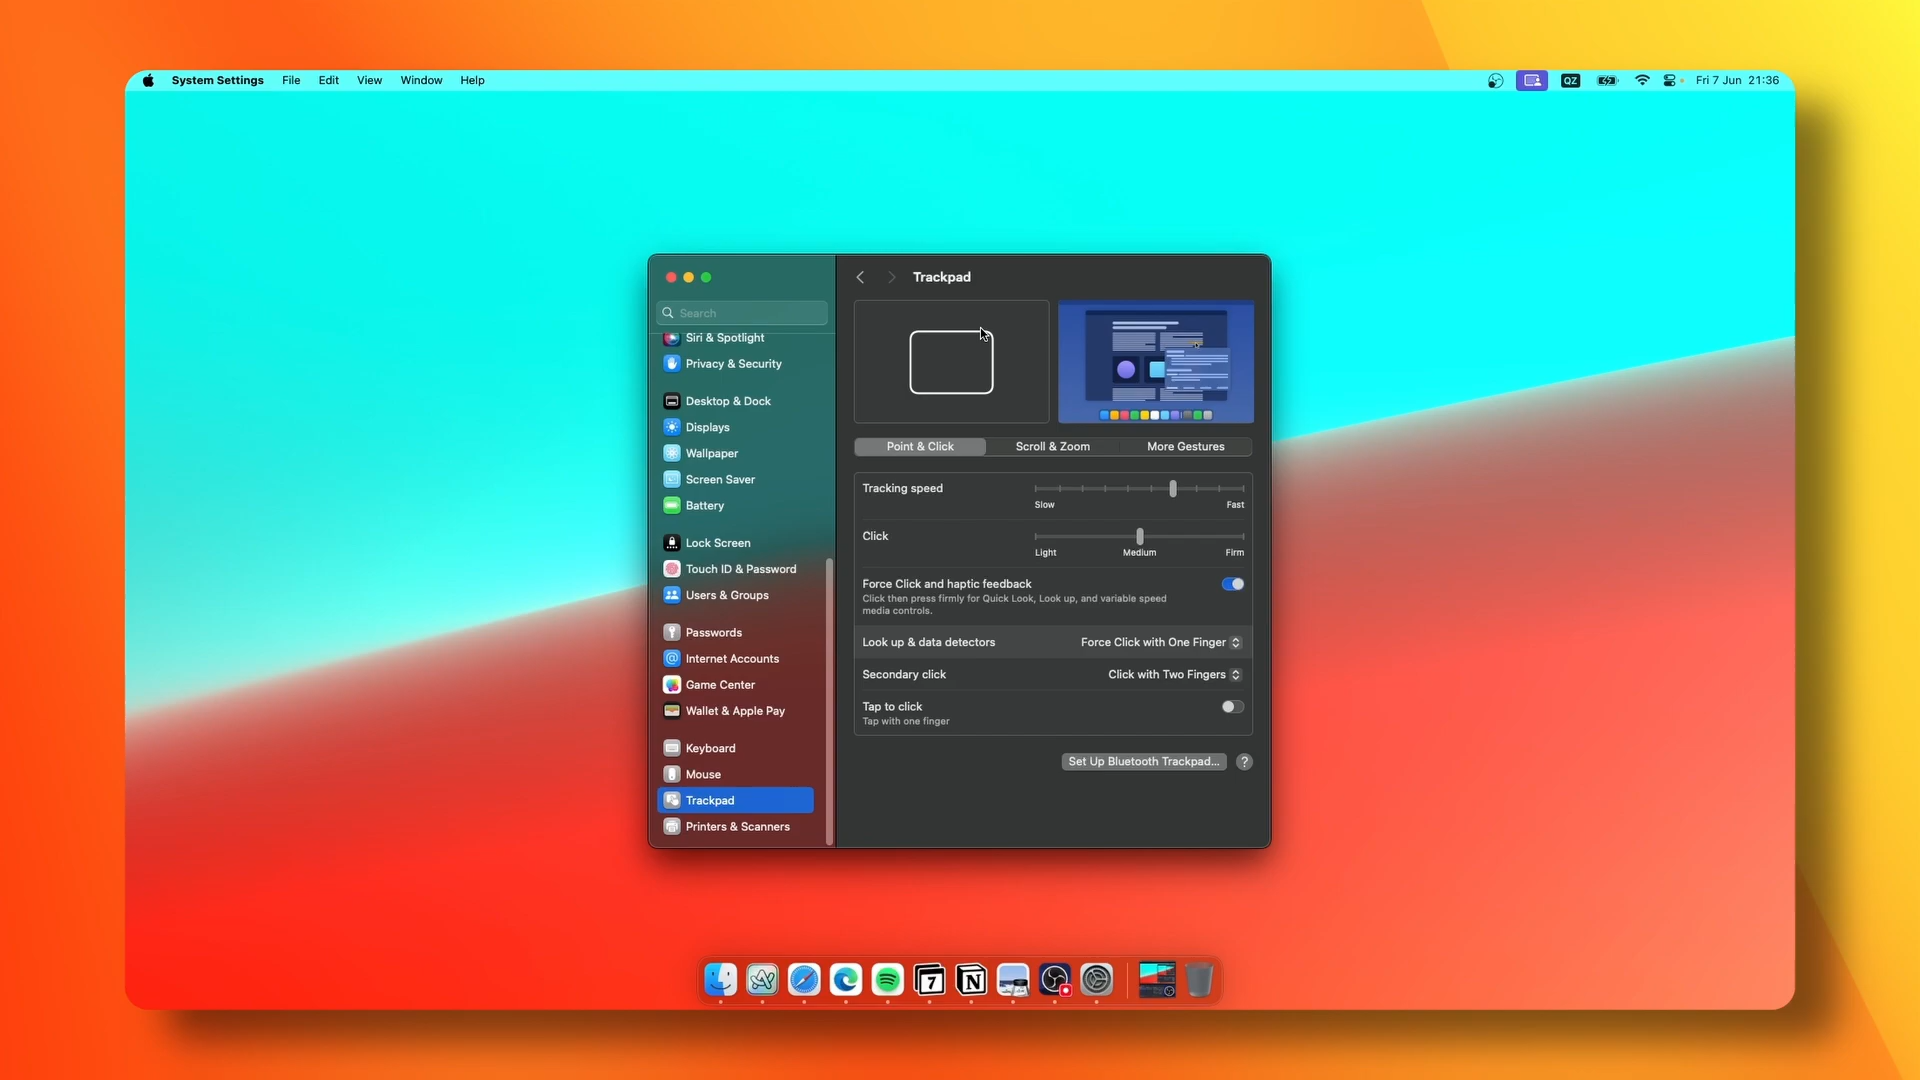 System Settings File Edit View Window Help
QZ
Fri 7 Jun 21:36
Trackpad
Search
Siri & Spotlight
Privacy & Security
Desktop & Dock
Displays
Wallpaper
Screen Saver
Battery
Lock Screen
Touch ID & Password
Users & Groups
Passwords
Internet Accounts
Game Center
Wallet & Apple Pay
Keyboard
Mouse
Trackpad
Printers & Scanners
Point & Click Scroll & Zoom More Gestures
Tracking speed
Slow Fast
Click
Light Medium Firm
Force Click and haptic feedback
Click then press firmly for Quick Look, Look up, and variable speed
media controls.
Look up & data detectors Force Click with One Finger
Secondary click Click with Two Fingers
Tap to click
Tap with one finger
Set Up Bluetooth Trackpad... ?
7
N